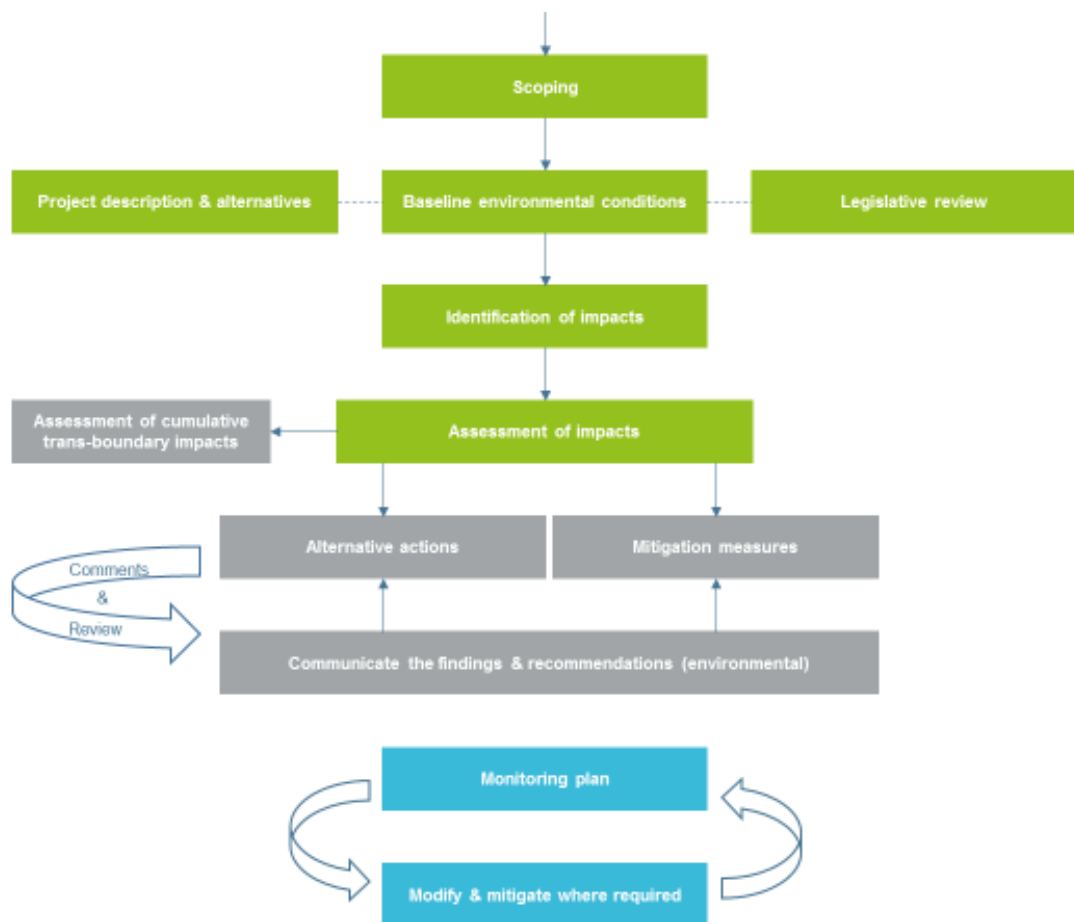 Scoping
Project description & alternatives
Baseline environmental conditions
Legislative review
Identification of impacts
Assessment of cumulative
trans-boundary impacts
Assessment of impacts
Alternative actions
Mitigation measures
Comments
&
Review
Communicate the findings & recommendations (environmental)
Monitoring plan
Modify & mitigate where required